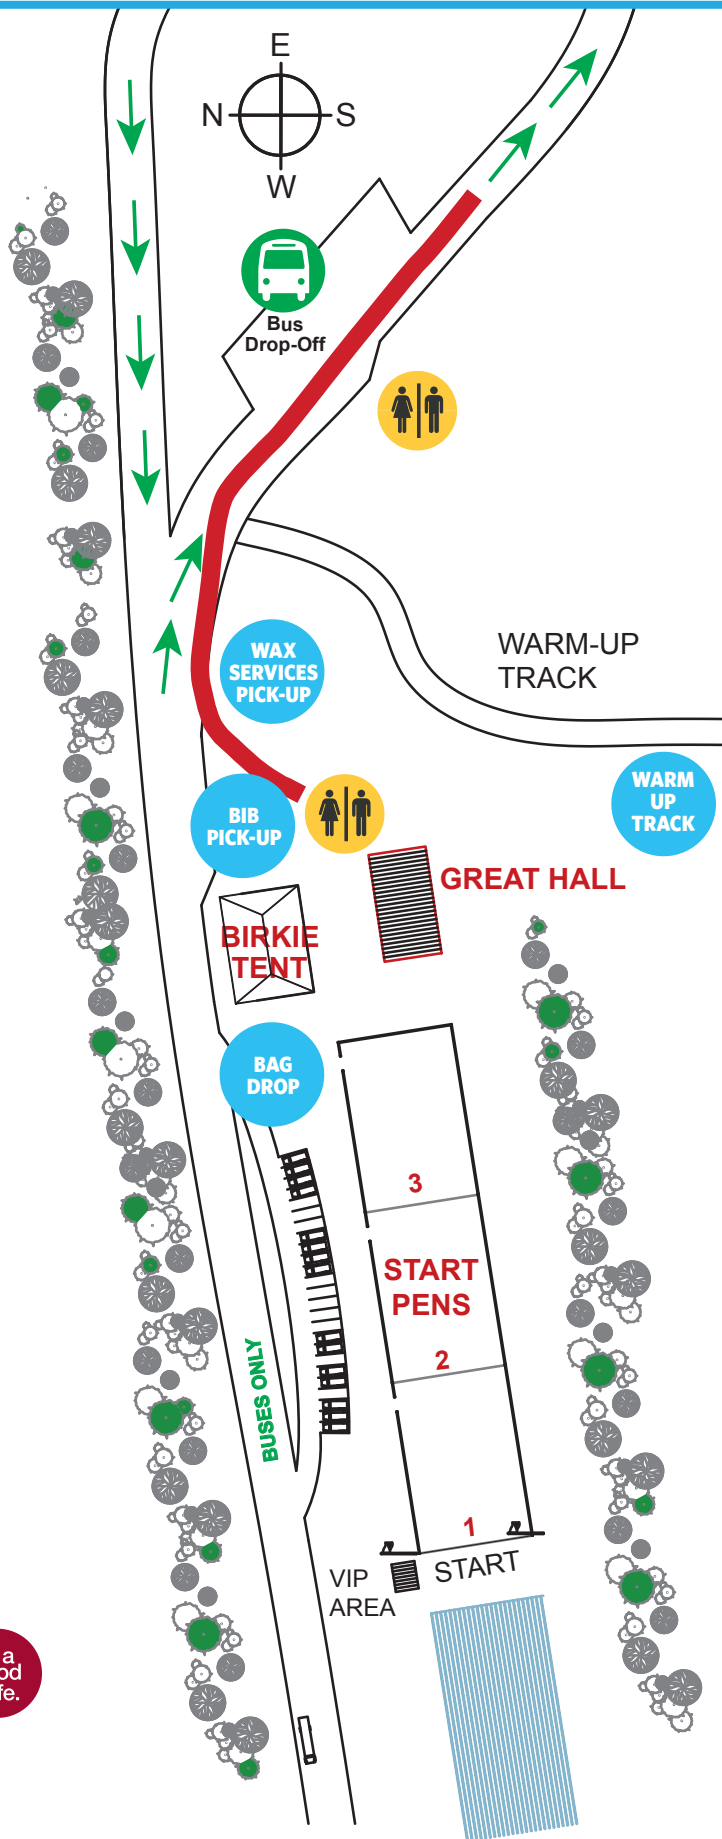 E
N
S
W
Bus
Drop-Off
WARM-UP
TRACK
WAX
SERVICES
PICK-UP
WARM
UP
TRACK
BIB
PICK-UP
GREAT HALL
BIRKIE
TENT
BAG
DROP
3
START
PENS
2
BUSES ONLY
1
START
VIP
AREA
a